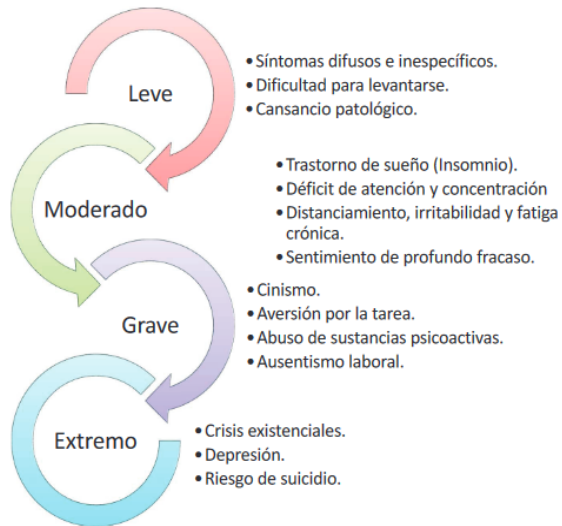 Leve
• Síntomas difusos e inespecíficos.
• Dificultad para levantarse.
• Cansancio patológico.
Moderado
• Trastorno de sueño (Insomnio).
• Déficit de atención y concentración
• Distanciamiento, irritabilidad y fatiga
crónica.
• Sentimiento de profundo fracaso.
Grave
• Cinismo.
• Aversión por la tarea.
• Abuso de sustancias psicoactivas.
• Ausentismo laboral.
Extremo
• Crisis existenciales.
• Depresión.
• Riesgo de suicidio.